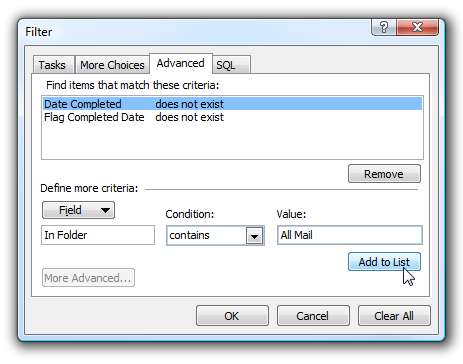 Filter
Tasks More Choices Advanced SQL
Find items that match these criteria:
Date Completed does not exist
Flag Completed Date does not exist
Remove
Define more criteria:
Field Condition: Value:
In Folder contains All Mail
Add to List
More Advanced...
OK Cancel Clear All